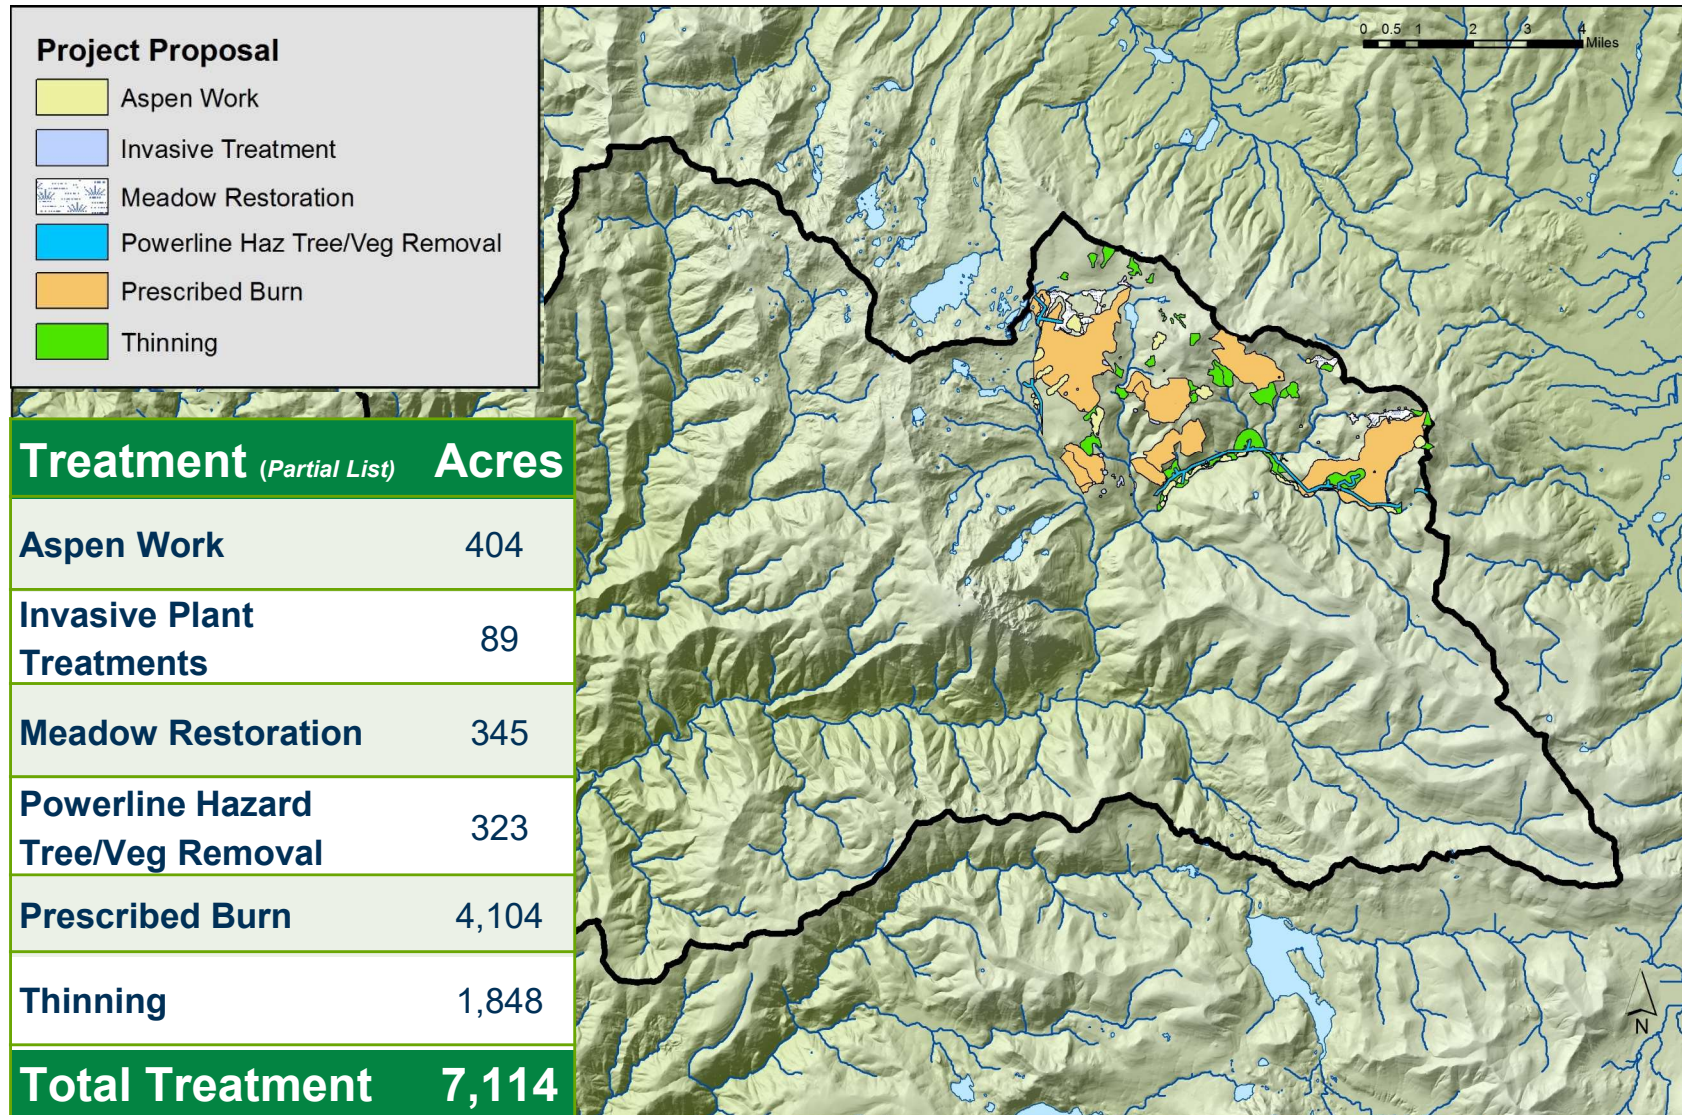 Project Proposal
Aspen Work
Invasive Treatment
Meadow Restoration
Powerline Haz Tree/Veg Removal
Prescribed Burn
Thinning
0 0.5 1 2 3 4
Miles
Treatment (Partial List) Acres
Aspen Work 404
Invasive Plant
Treatments 89
Meadow Restoration 345
Powerline Hazard
Tree/Veg Removal 323
Prescribed Burn 4,104
Thinning 1,848
Total Treatment 7,114
N